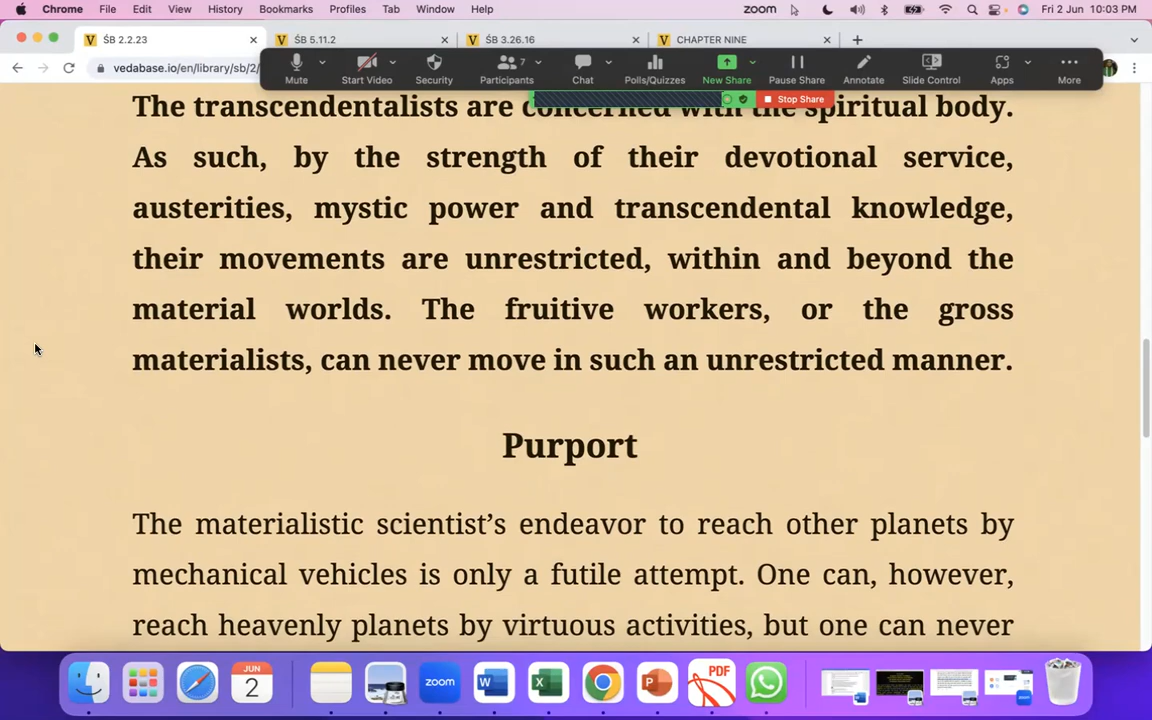 Chrome File Edit View History Bookmarks Profiles Tab Window Help zoom Fri 2 Jun 10:03 PM
ŚB 2.2.23 ŚB 5.11.2 ŚB 3.26.16 CHAPTER NINE
vedabase.io/en/library/sb/2/
Mute Start Video Security Participants 7 Chat Polls/Quizzes New Share Pause Share Annotate Slide Control Apps More
Stop Share
The transcendentalists are concerned with the spiritual body.
As such, by the strength of their devotional service,
austerities, mystic power and transcendental knowledge,
their movements are unrestricted, within and beyond the
material worlds. The fruitive workers, or the gross
materialists, can never move in such an unrestricted manner.
Purport
The materialistic scientist’s endeavor to reach other planets by
mechanical vehicles is only a futile attempt. One can, however,
reach heavenly planets by virtuous activities, but one can never
JUN
2
zoom
W
X
P
PDF